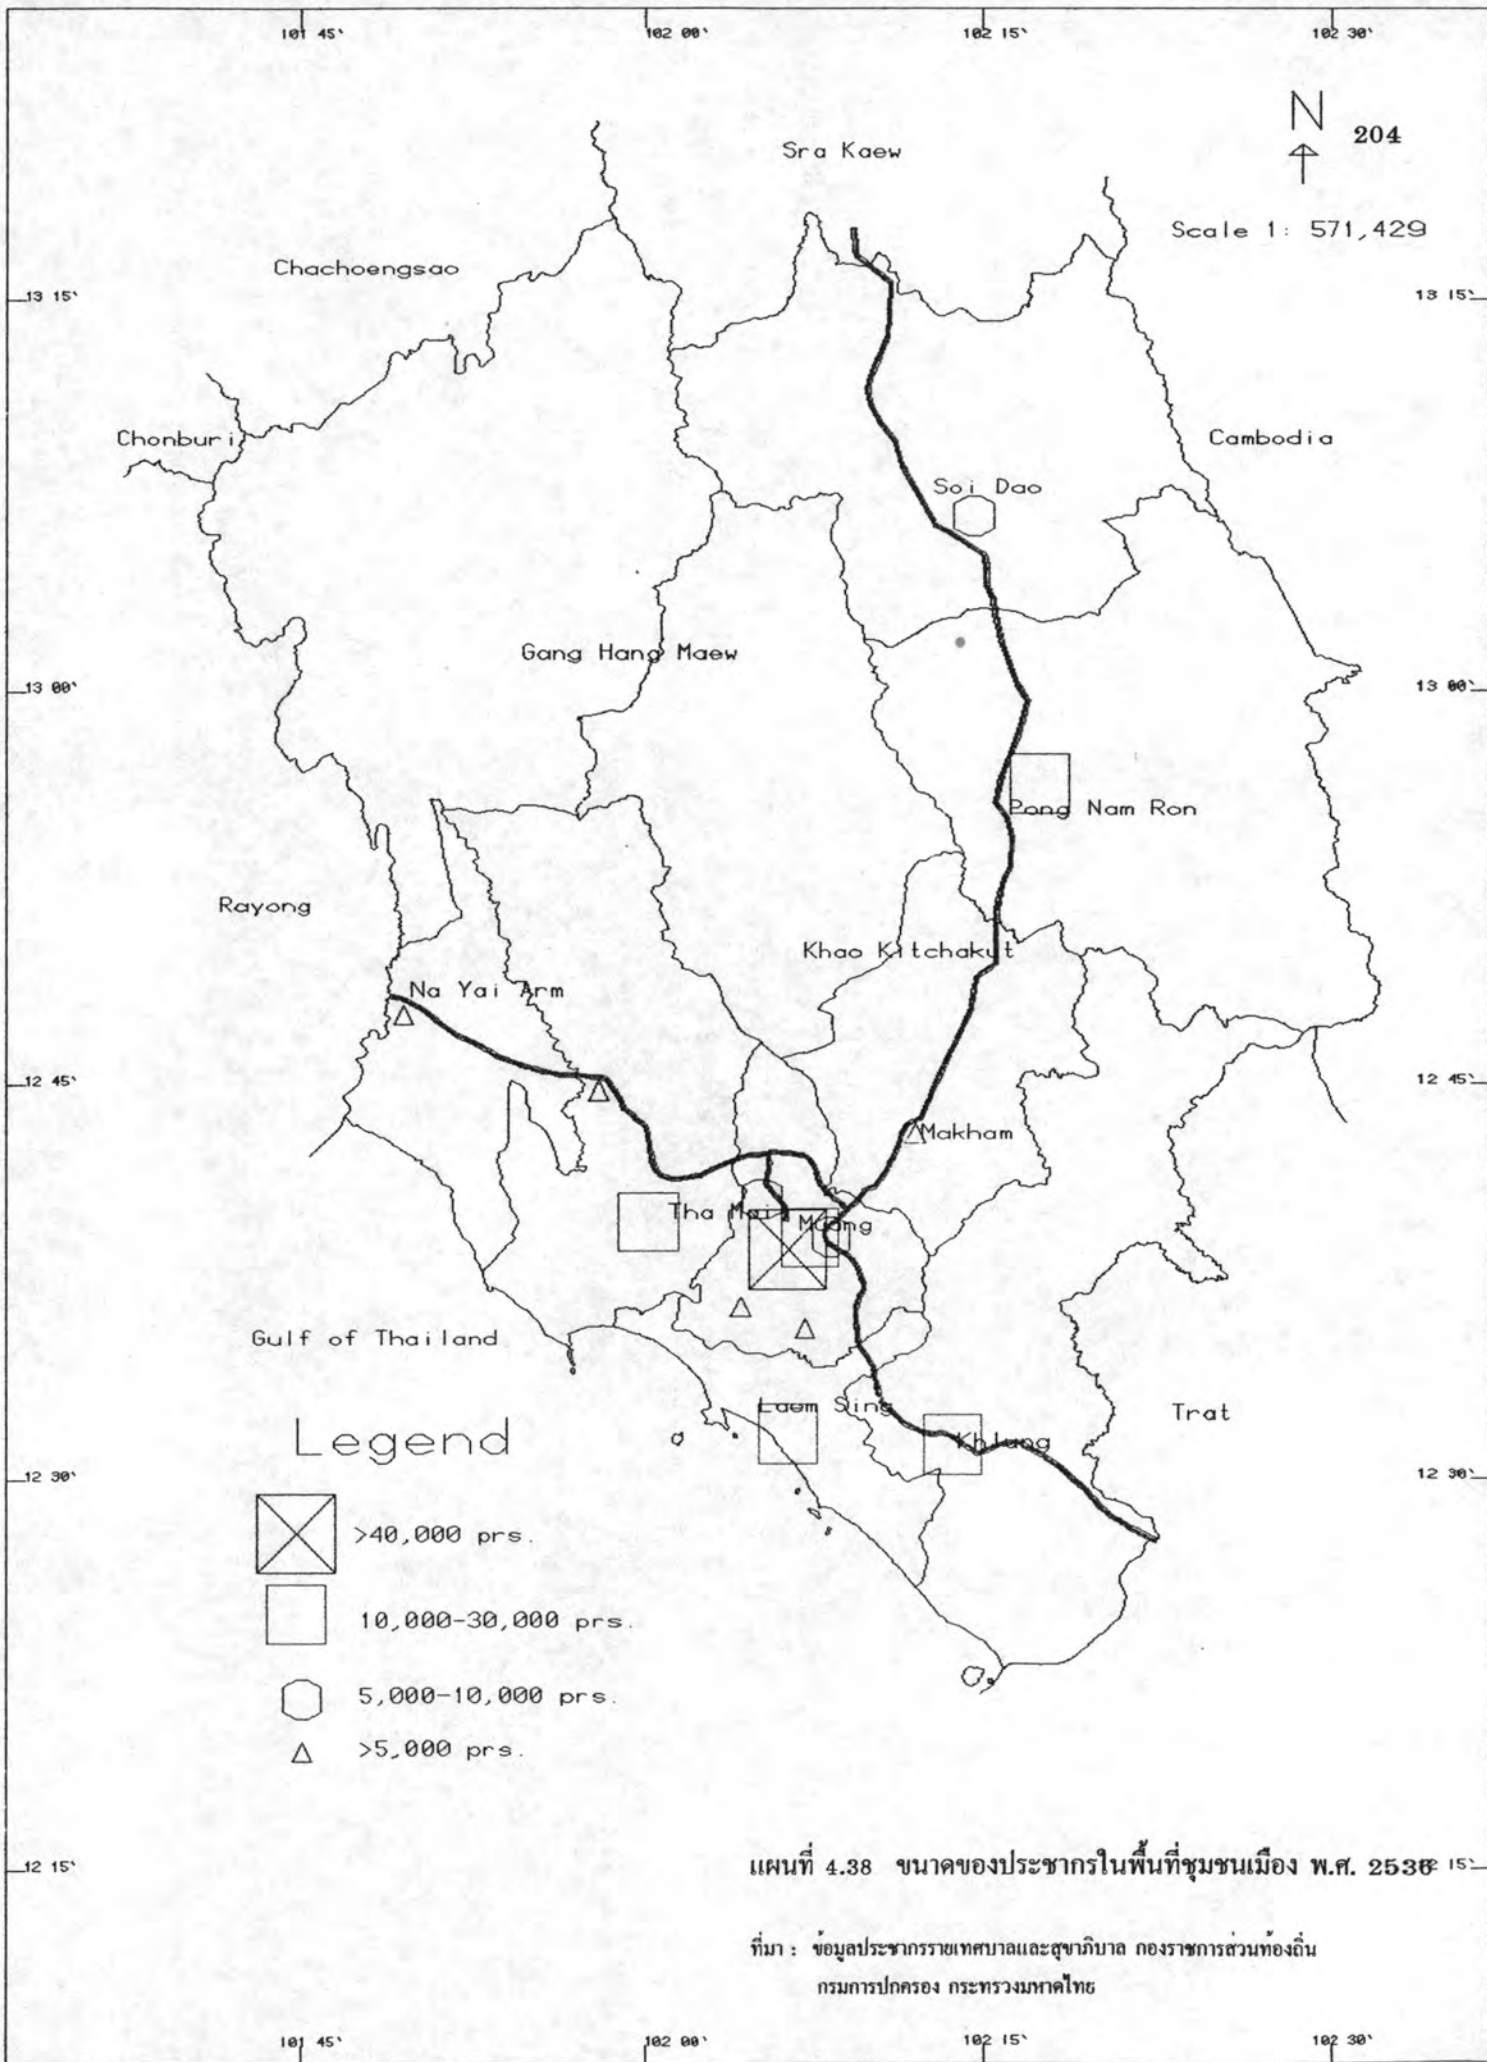 101 45` 102 00` 102 15` 102 30`
N
204
Sra Kaew
Scale 1: 571,429
Chachoengsao
13 15` 13 15`
Chonburi
Cambodia
Soi Dao
Gang Hang Maew
13 00` 13 00`
Pong Nam Ron
Rayong
Khao Kitchakut
Na Yai Arm
12 45` 12 45`
Makham
Tha Mai
Muang
Gulf of Thailand
Laem Sing
Trat
Legend
Khlung
12 30` 12 30`
>40,000 prs.
10,000-30,000 prs.
5,000-10,000 prs.
>5,000 prs.
12 15` 15`
แผนที่ 4.38 ขนาดของประชากรในพื้นที่ชุมชนเมือง พ.ศ. 2536
ที่มา : ข้อมูลประชากรรายเทศบาลและสุขาภิบาล กองราชการส่วนท้องถิ่น
กรมการปกครอง กระทรวงมหาดไทย
101 45` 102 00` 102 15` 102 30`